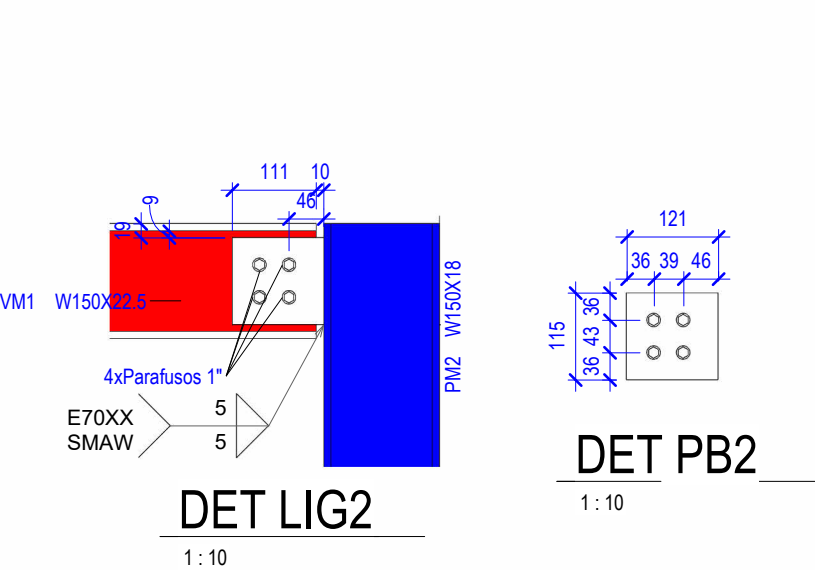 111 10
46
9
19
VM1 W150X22.5
PM2 W150X18
4xParafusos 1"
E70XX
SMAW
5
5
DET LIG2
1 : 10
121
36 39 46
115
36
43
36
DET PB2
1 : 10